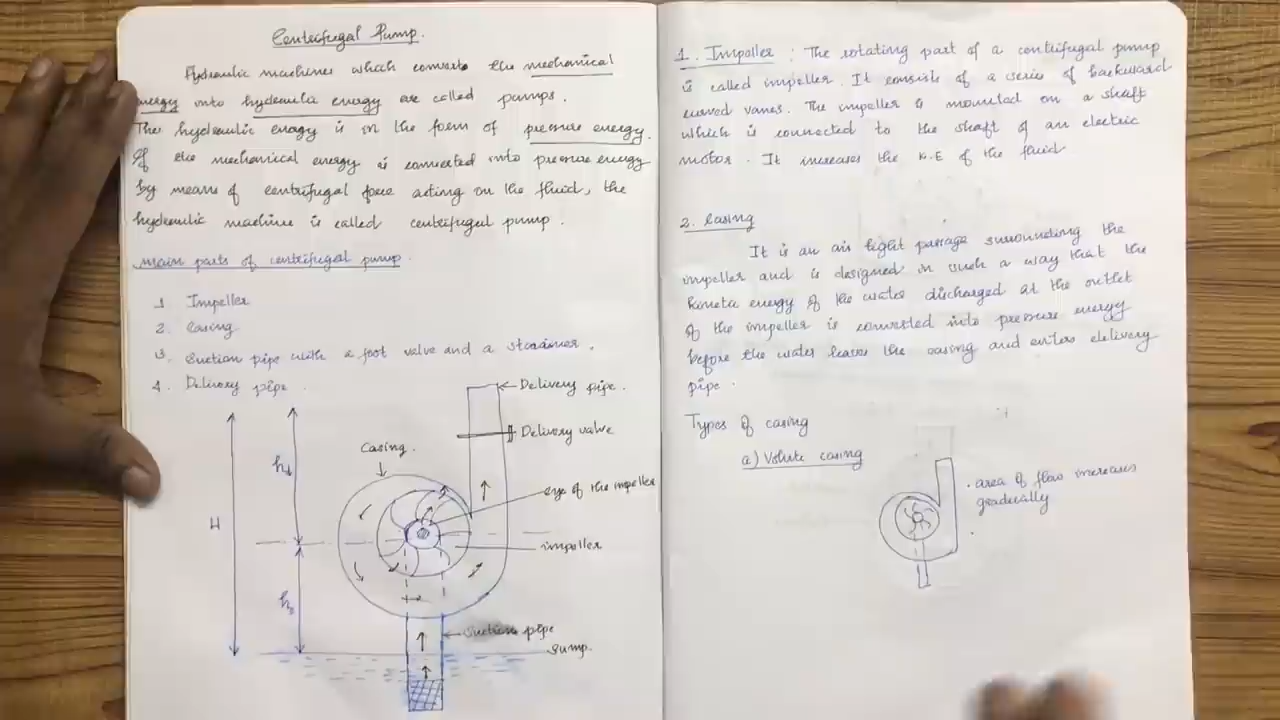 Centrifugal Pump.
Hydraulic machines which converts the mechanical
energy into hydraulic energy are called pumps.
The hydraulic energy is in the form of pressure energy.
If the mechanical energy is converted into pressure energy
by means of centrifugal force acting on the fluid, the
hydraulic machine is called centrifugal pump.
main parts of centrifugal pump.
1 Impeller
2. Casing
3. Suction pipe with a foot valve and a strainer.
4. Delivery pipe.
Delivery pipe.
Delivery valve
Casing.
hd
eye of the impeller
H
impeller
hs
Suction pipe
sump.
1. Impeller : The rotating part of a centrifugal pump
is called impeller. It consists of a series of backward
curved vanes. The impeller is mounted on a shaft
which is connected to the shaft of an electric
motor. It increases the K.E of the fluid
2. Casing
It is an air tight passage surrounding the
impeller and is designed in such a way that the
kineta energy of the water discharged at the outlet
of the impeller is converted into pressure energy
before the water leaves the casing and enters delivery
pipe.
Types of casing
a) Volute casing
. area of flow increases
gradually